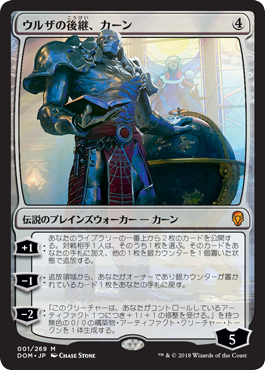 ウルザの後継、カーン
こうけい
4
伝説のプレインズウォーカー — カーン
+1
あなたのライブラリーの一番上から２枚のカードを公開する。対戦相手１人は、そのうち１枚を選ぶ。そのカードをあなたの手札に加え、他の１枚を銀カウンターを１個置いた状態で追放する。
-1
追放領域から、あなたがオーナーであり銀カウンターが置かれているカード１枚をあなたの手札に戻す。
-2
「このクリーチャーは、あなたがコントロールしているアーティファクト１つにつき＋１/＋１の修整を受ける。」を持つ無色の０/０の構築物・アーティファクト・クリーチャー・トークンを１体生成する。
5
001/269 M
DOM • JP CHASE STONE
™ & © 2018 Wizards of the Coast